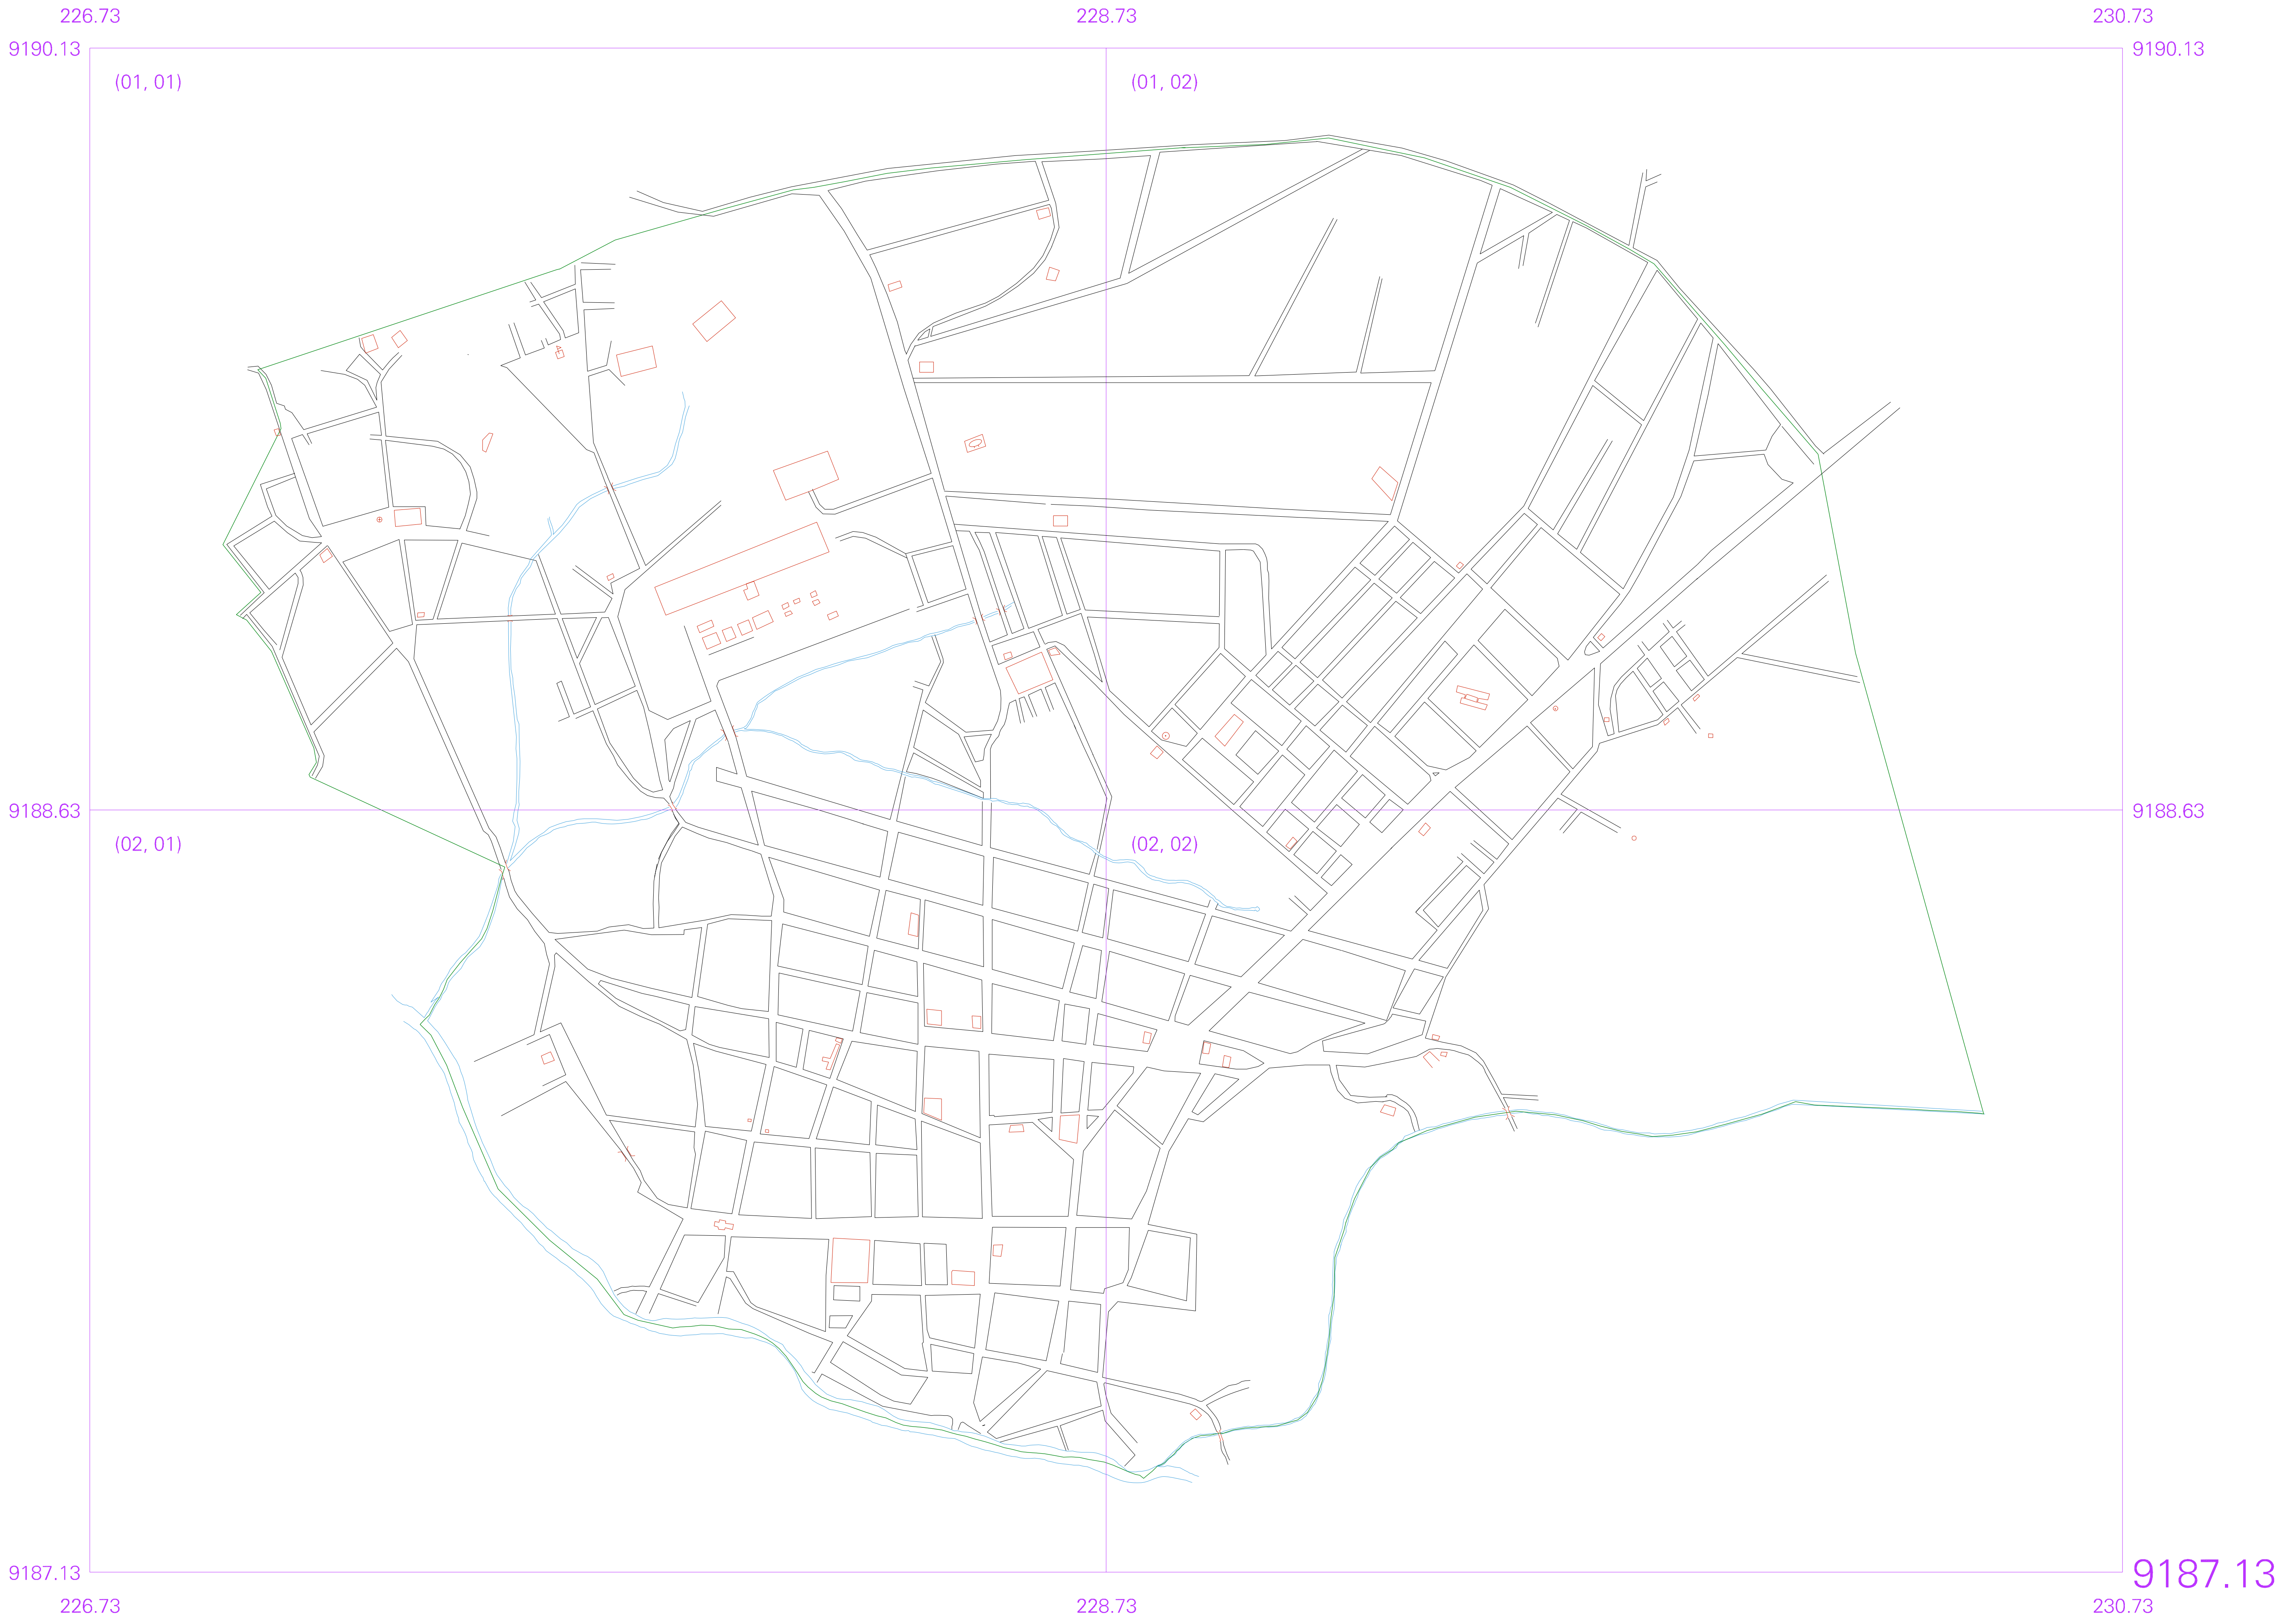 226.73 228.73 230.73
9190.13 9190.13
(01, 01) (01, 02)
9188.63 9188.63
(02, 01) (02, 02)
9187.13 9187.13
226.73 228.73 230.73